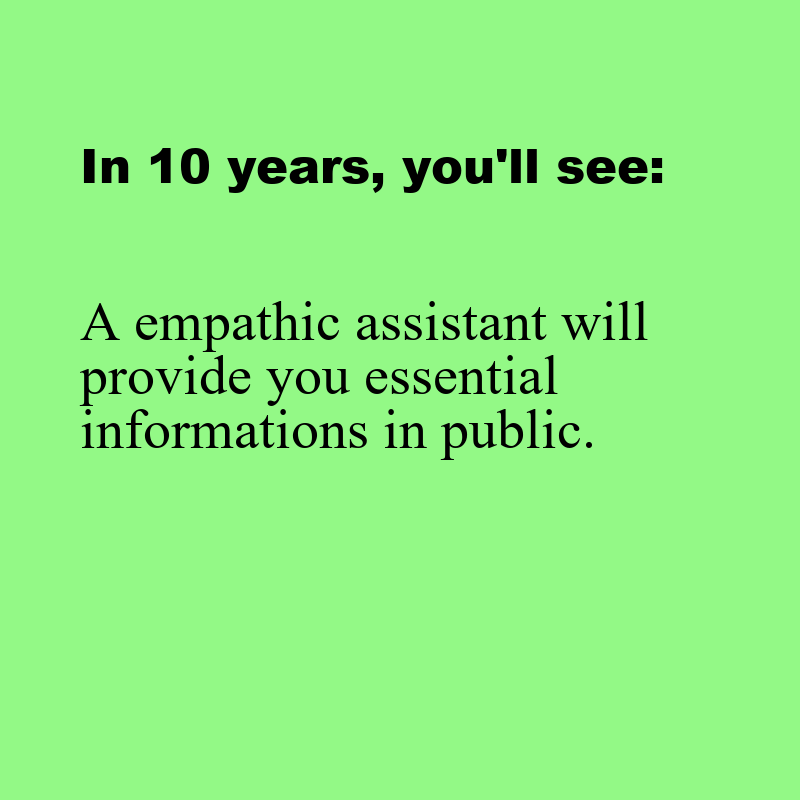 In 10 years, you'll see:
A empathic assistant will
provide you essential
informations in public.